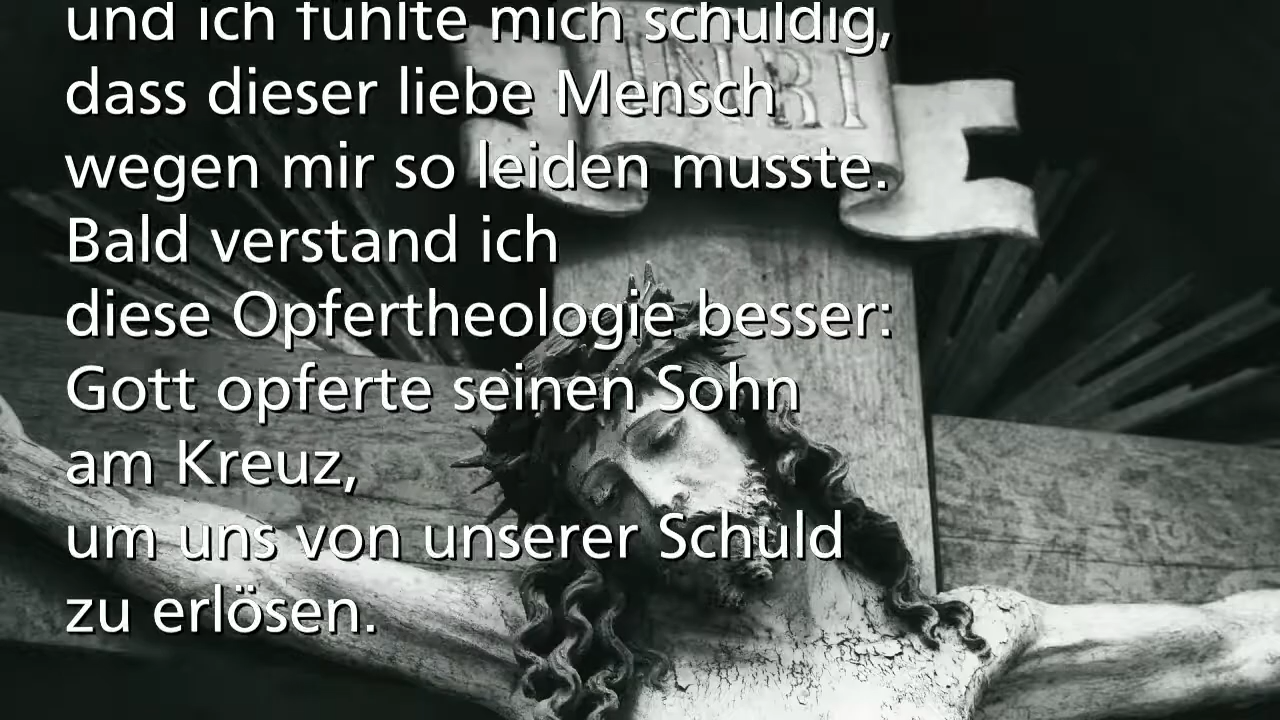 und ich fühlte mich schuldig,
dass dieser liebe Mensch
wegen mir so leiden musste.
Bald verstand ich
diese Opfertheologie besser:
Gott opferte seinen Sohn
am Kreuz,
um uns von unserer Schuld
zu erlösen.
INRI